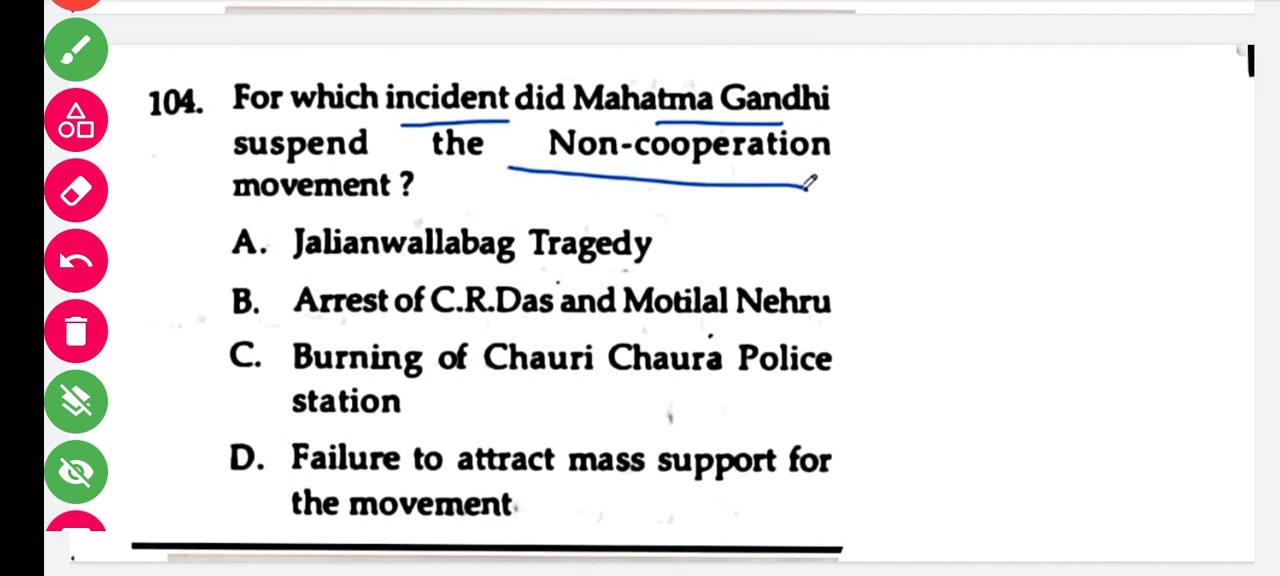 104. For which incident did Mahatma Gandhi
suspend the Non-cooperation
movement ?
A. Jalianwallabag Tragedy
B. Arrest of C.R.Das and Motilal Nehru
C. Burning of Chauri Chaura Police
station
D. Failure to attract mass support for
the movement